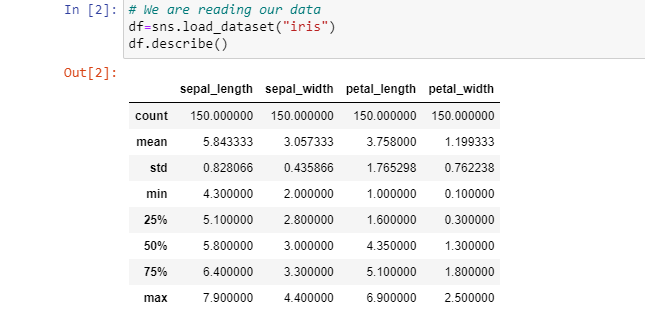 In [2]: # We are reading our data
df=sns.load_dataset("iris")
df.describe()
Out[2]:
sepal_length sepal_width petal_length petal_width
count 150.000000 150.000000 150.000000 150.000000
mean 5.843333 3.057333 3.758000 1.199333
std 0.828066 0.435866 1.765298 0.762238
min 4.300000 2.000000 1.000000 0.100000
25% 5.100000 2.800000 1.600000 0.300000
50% 5.800000 3.000000 4.350000 1.300000
75% 6.400000 3.300000 5.100000 1.800000
max 7.900000 4.400000 6.900000 2.500000